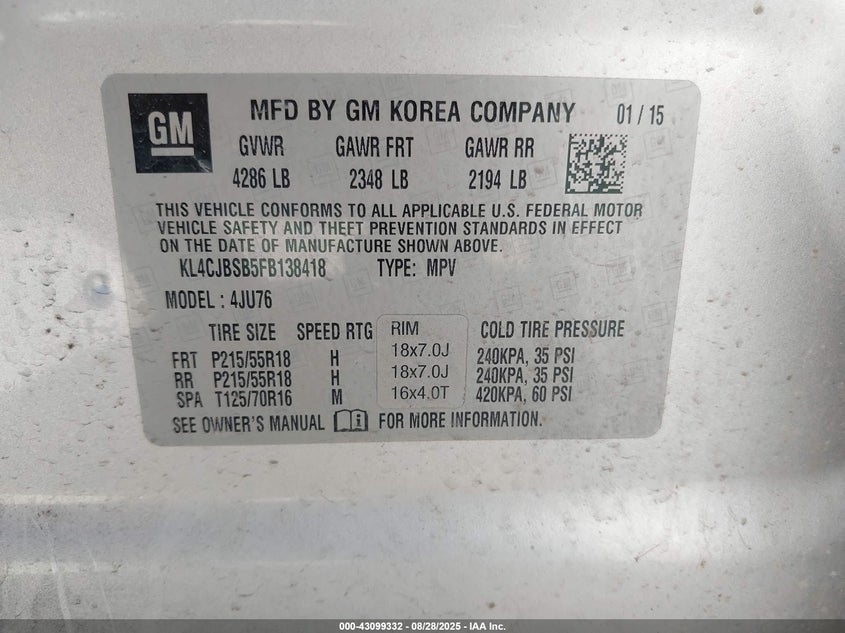 GM
MFD BY GM KOREA COMPANY 01 / 15
GVWR GAWR FRT GAWR RR
4286 LB 2348 LB 2194 LB
THIS VEHICLE CONFORMS TO ALL APPLICABLE U.S. FEDERAL MOTOR
VEHICLE SAFETY AND THEFT PREVENTION STANDARDS IN EFFECT
ON THE DATE OF MANUFACTURE SHOWN ABOVE.
KL4CJBSB5FB138418 TYPE: MPV
MODEL : 4JU76
TIRE SIZE SPEED RTG RIM COLD TIRE PRESSURE
FRT P215/55R18 H 18x7.0J 240KPA, 35 PSI
RR P215/55R18 H 18x7.0J 240KPA, 35 PSI
SPA T125/70R16 M 16x4.0T 420KPA, 60 PSI
SEE OWNER'S MANUAL FOR MORE INFORMATION.
000-43099332 - 08/28/2025 - IAA Inc.